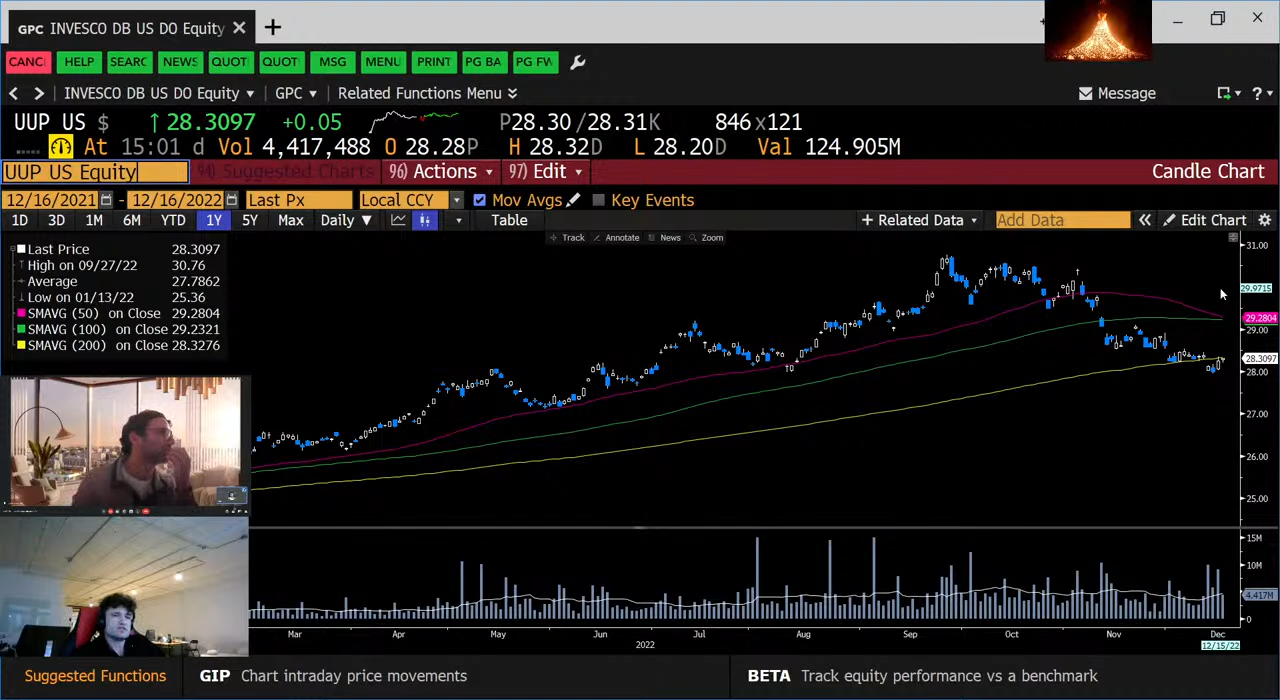 GPC INVESCO DB US DO Equity
CANC HELP SEARC NEWS QUOT QUOT MSG MENU PRINT PG BA PG FW
INVESCO DB US DO Equity GPC Related Functions Menu Message ?
UUP US $ ↑28.3097 +0.05 P28.30/28.31K 846x121
At 15:01 d Vol 4,417,488 O 28.28P H 28.32D L 28.20D Val 124.905M
UUP US Equity 94) Suggested Charts 96) Actions 97) Edit Candle Chart
12/16/2021 - 12/16/2022 Last Px Local CCY Mov Avgs Key Events
1D 3D 1M 6M YTD 1Y 5Y Max Daily Table + Related Data Add Data Edit Chart
Track Annotate News Zoom
Last Price 28.3097
High on 09/27/22 30.76
Average 27.7862
Low on 01/13/22 25.36
SMAVG (50) on Close 29.2804
SMAVG (100) on Close 29.2321
SMAVG (200) on Close 28.3276
31.00
29.9715
29.2804
29.00
28.3097
28.00
27.00
26.00
25.00
15M
10M
4.417M
0
Mar Apr May Jun Jul Aug Sep Oct Nov Dec
2022 12/15/22
Suggested Functions GIP Chart intraday price movements BETA Track equity performance vs a benchmark